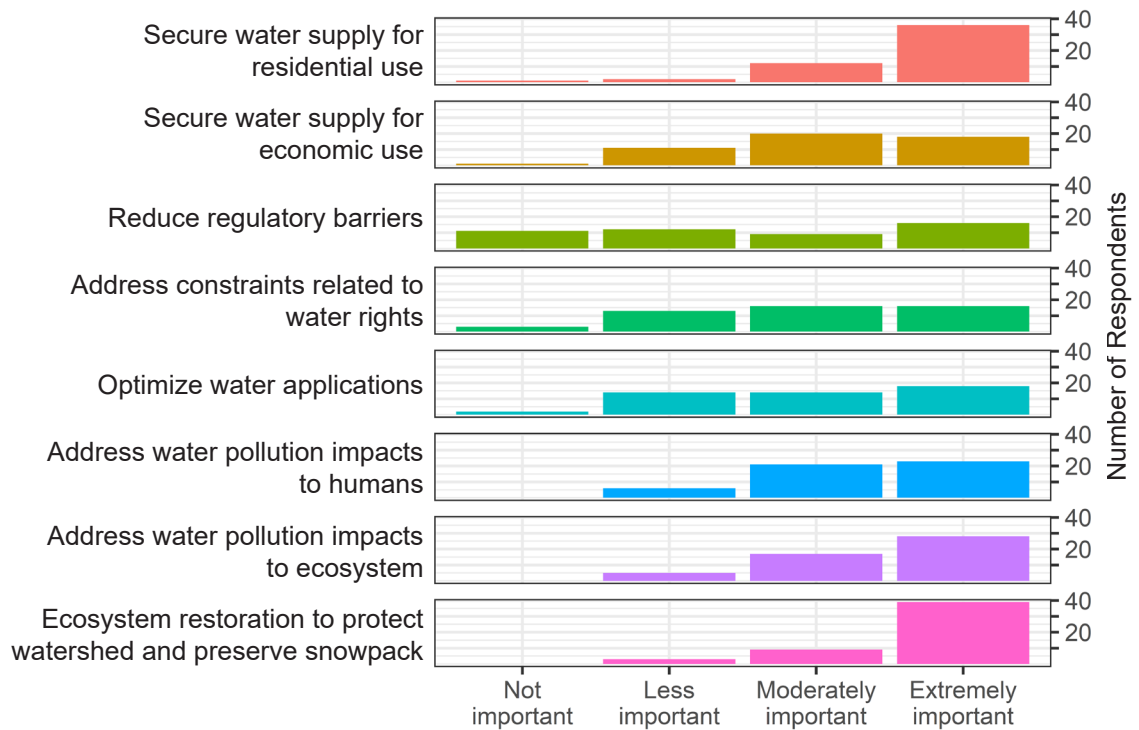 Secure water supply for
residential use
40
20
Secure water supply for
economic use
40
20
Reduce regulatory barriers
40
20
Address constraints related to
water rights
40
20
Optimize water applications
40
20
Address water pollution impacts
to humans
40
20
Address water pollution impacts
to ecosystem
40
20
Ecosystem restoration to protect
watershed and preserve snowpack
40
20
Number of Respondents
Not
important
Less
important
Moderately
important
Extremely
important